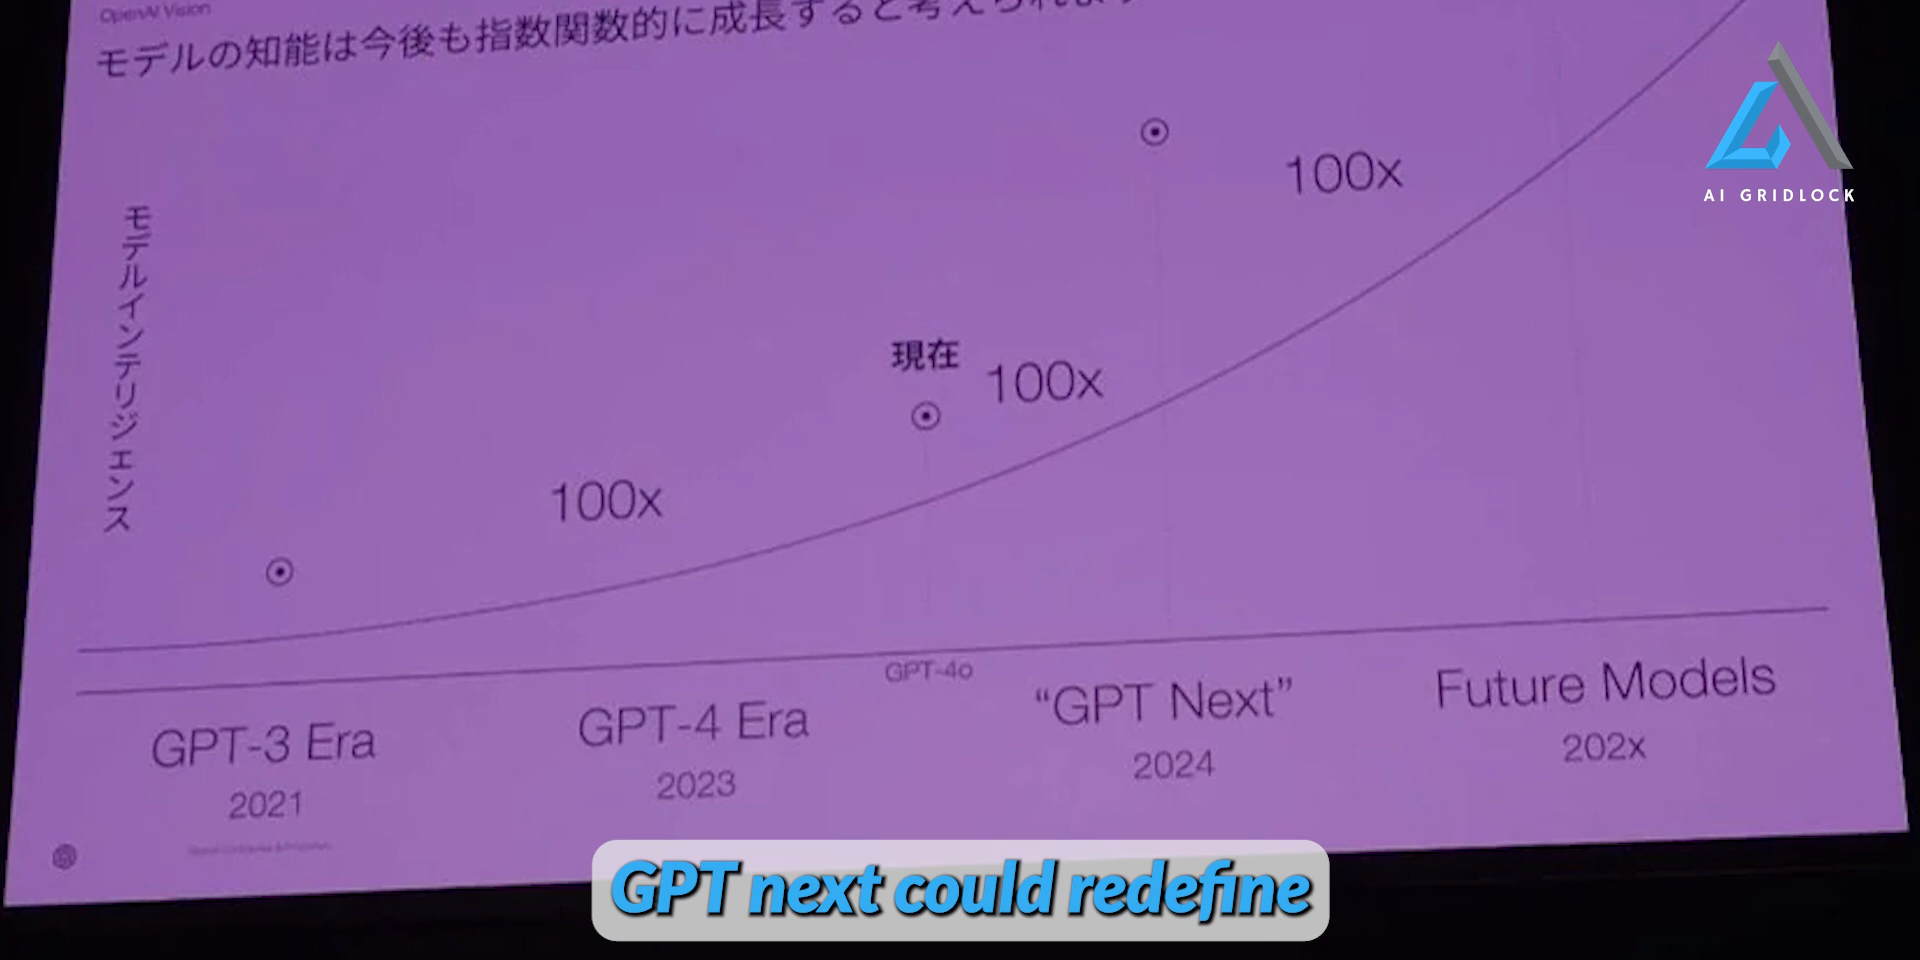 OpenAI Vision
モデルの知能は今後も指数関数的に成長すると考えられ
AI GRIDLOCK
モデルインテリジェンス
100x
現在
100x
100x
GPT-4o
GPT-3 Era
2021
GPT-4 Era
2023
“GPT Next”
2024
Future Models
202x
GPT next could redefine